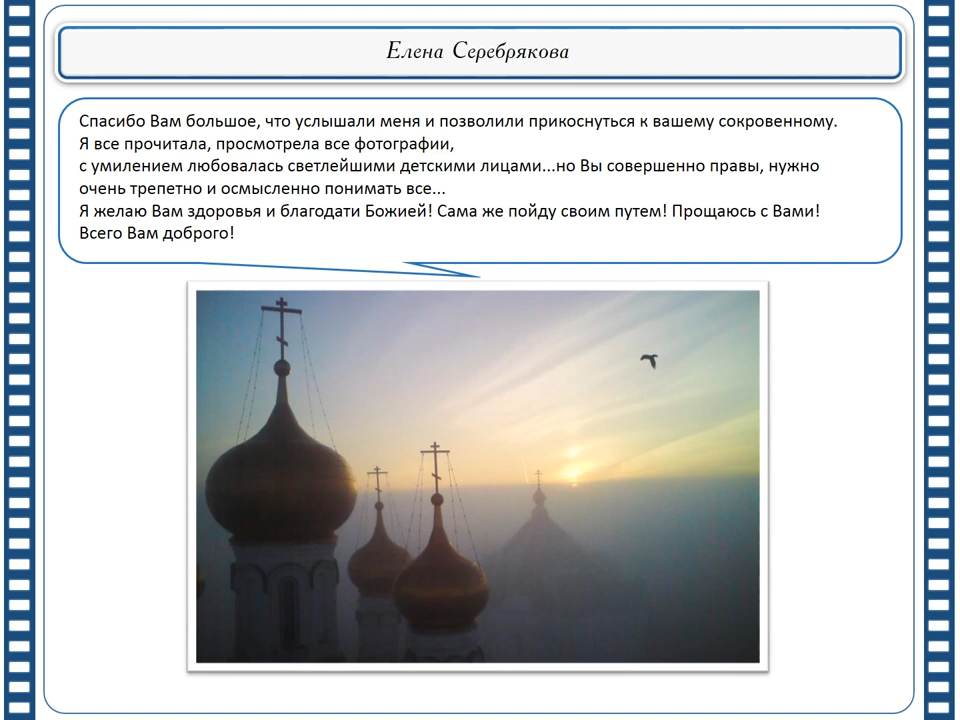 Елена Серебрякова
Спасибо Вам большое, что услышали меня и позволили прикоснуться к вашему сокровенному.
Я все прочитала, просмотрела все фотографии,
с умилением любовалась светлейшими детскими лицами...но Вы совершенно правы, нужно
очень трепетно и осмысленно понимать все...
Я желаю Вам здоровья и благодати Божией! Сама же пойду своим путем! Прощаюсь с Вами!
Всего Вам доброго!